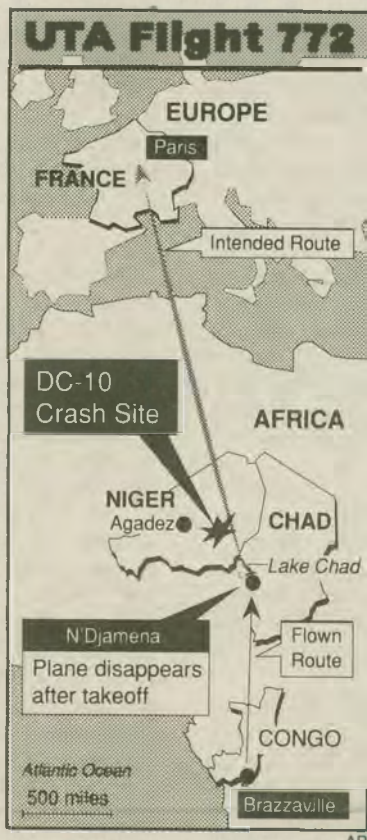 UTA Flight 772
EUROPE
Paris
FRANCE
Intended Route
DC-10
Crash Site
AFRICA
NIGER
Agadez
CHAD
Lake Chad
N'Djamena
Plane disappears
after takeoff
Flown
Route
CONGO
Atlantic Ocean
500 miles
Brazzaville
AP